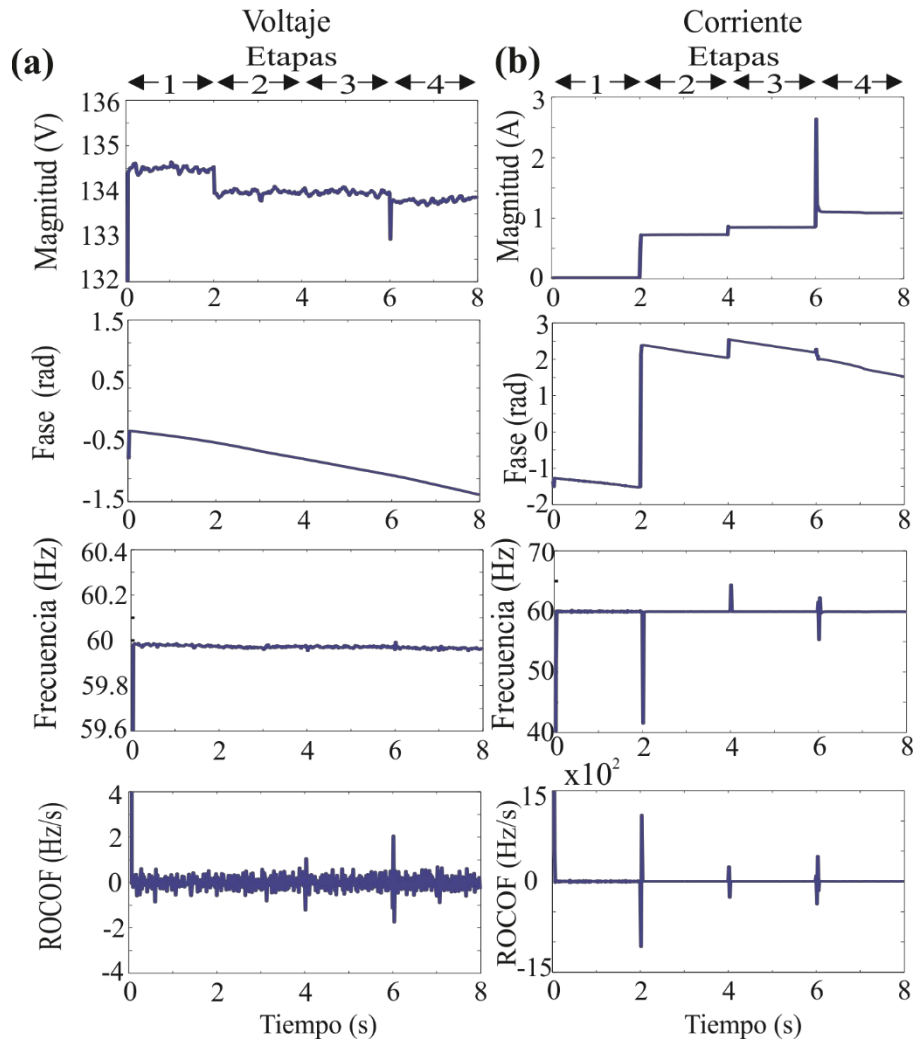 Voltaje
Corriente
(a)
Etapas
(b)
Etapas
1 2 3 4
1 2 3 4
Magnitud (V)
136
135
134
133
132
0 2 4 6 8
Magnitud (A)
3
2
1
0
0 2 4 6 8
Fase (rad)
1.5
0.5
-0.5
-1.5
0 2 4 6 8
Fase (rad)
3
2
1
0
-1
-2
0 2 4 6 8
Frecuencia (Hz)
60.4
60.2
60
59.8
59.6
0 2 4 6 8
Frecuencia (Hz)
70
60
50
40
0 2 4 6 8
ROCOF (Hz/s)
4
2
0
-2
-4
0 2 4 6 8
Tiempo (s)
x10²
ROCOF (Hz/s)
15
0
-15
0 2 4 6 8
Tiempo (s)